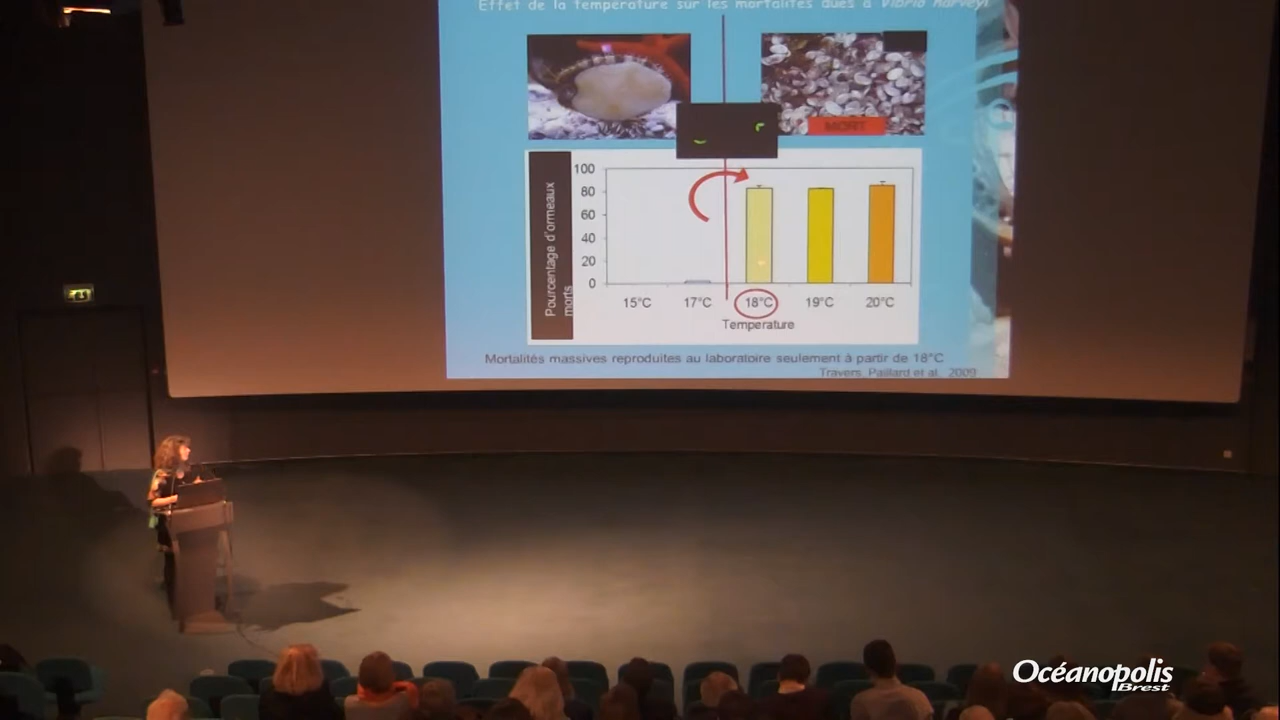 Effet de la température sur les mortalités dues à Vibrio harveyi
MORT
Pourcentage d'ormeaux
morts
100
80
60
40
20
0
15°C 17°C 18°C 19°C 20°C
Temperature
Mortalités massives reproduites au laboratoire seulement à partir de 18°C
Travers, Paillard et al., 2009
Océanopolis
Brest